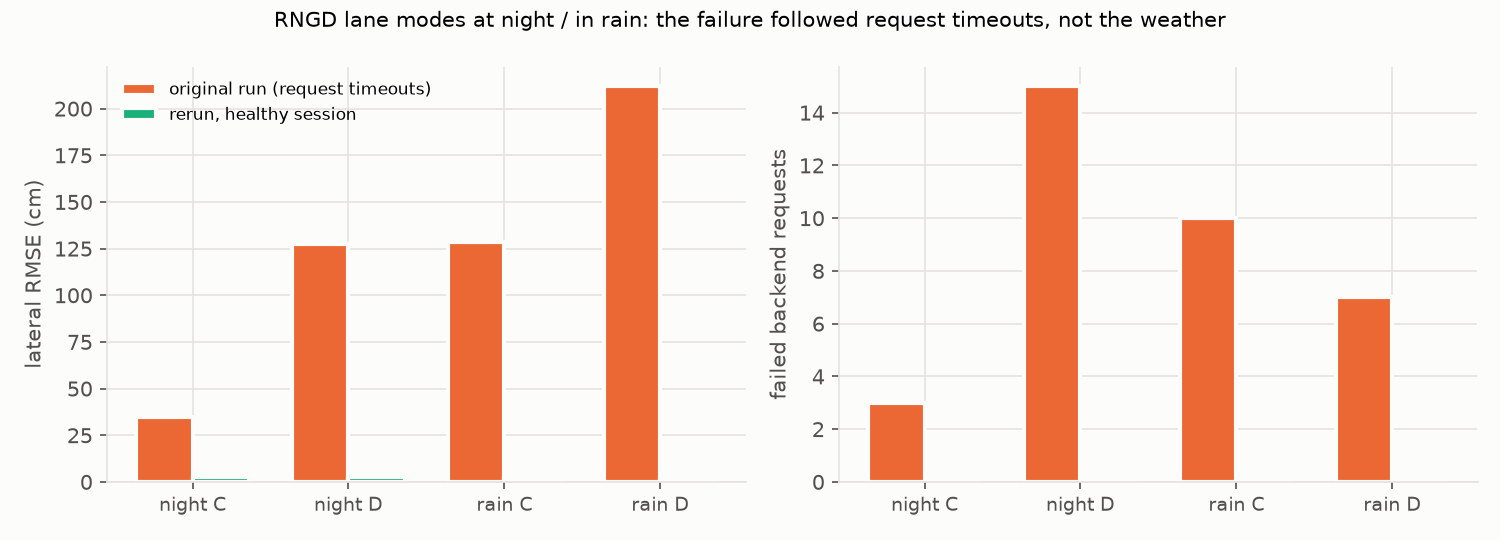 RNGD lane modes at night / in rain: the failure followed request timeouts, not the weather
original run (request timeouts)
rerun, healthy session
lateral RMSE (cm)
200
175
150
125
100
75
50
25
0
night C
night D
rain C
rain D
failed backend requests
14
12
10
8
6
4
2
0
night C
night D
rain C
rain D